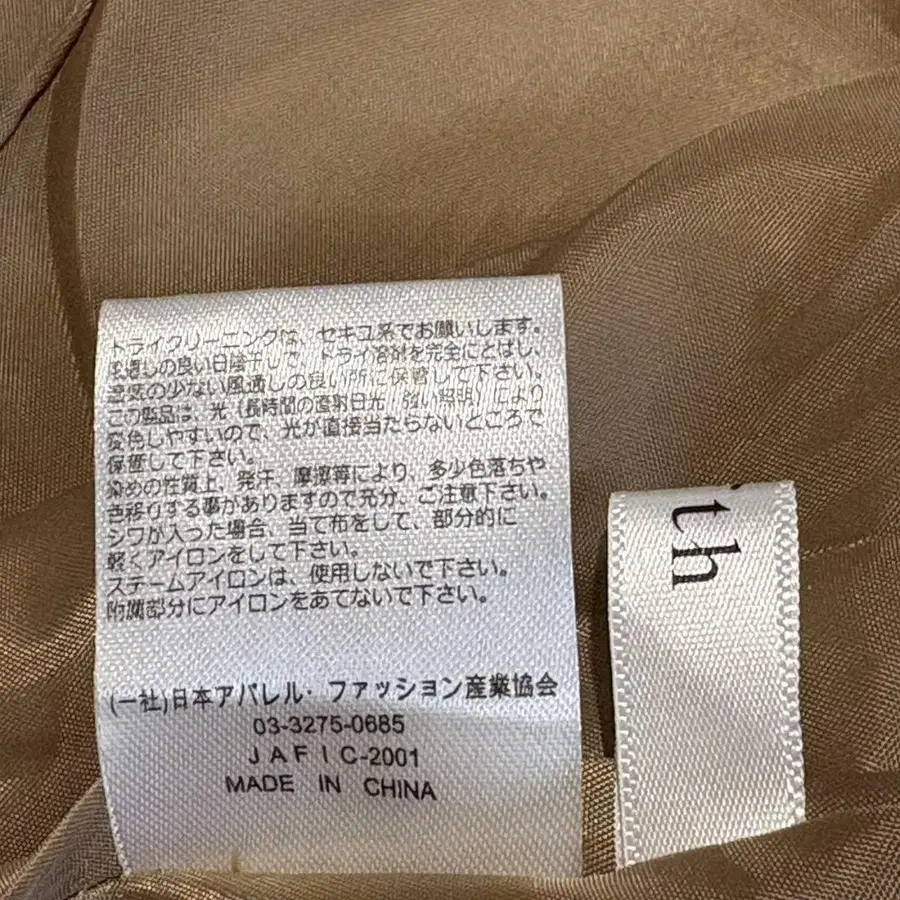 ドライクリーニングは、セキユ系でお願いします。
風通しの良い日陰干しで、ドライ溶剤を完全にとばし、
湿気の少ない風通しの良い所に保管して下さい。
この製品は、光（長時間の直射日光　強い照明）により
変色しやすいので、光が直接当たらないところで
保管して下さい。
染めの性質上、発汗、摩擦等により、多少色落ちや
色移りする事がありますので充分、ご注意下さい。
シワが入った場合、当て布をして、部分的に
軽くアイロンをして下さい。
スチームアイロンは、使用しないで下さい。
附属部分にアイロンをあてないで下さい。
(一社)日本アパレル・ファッション産業協会
03-3275-0685
JAFIC-2001
MADE IN CHINA
th